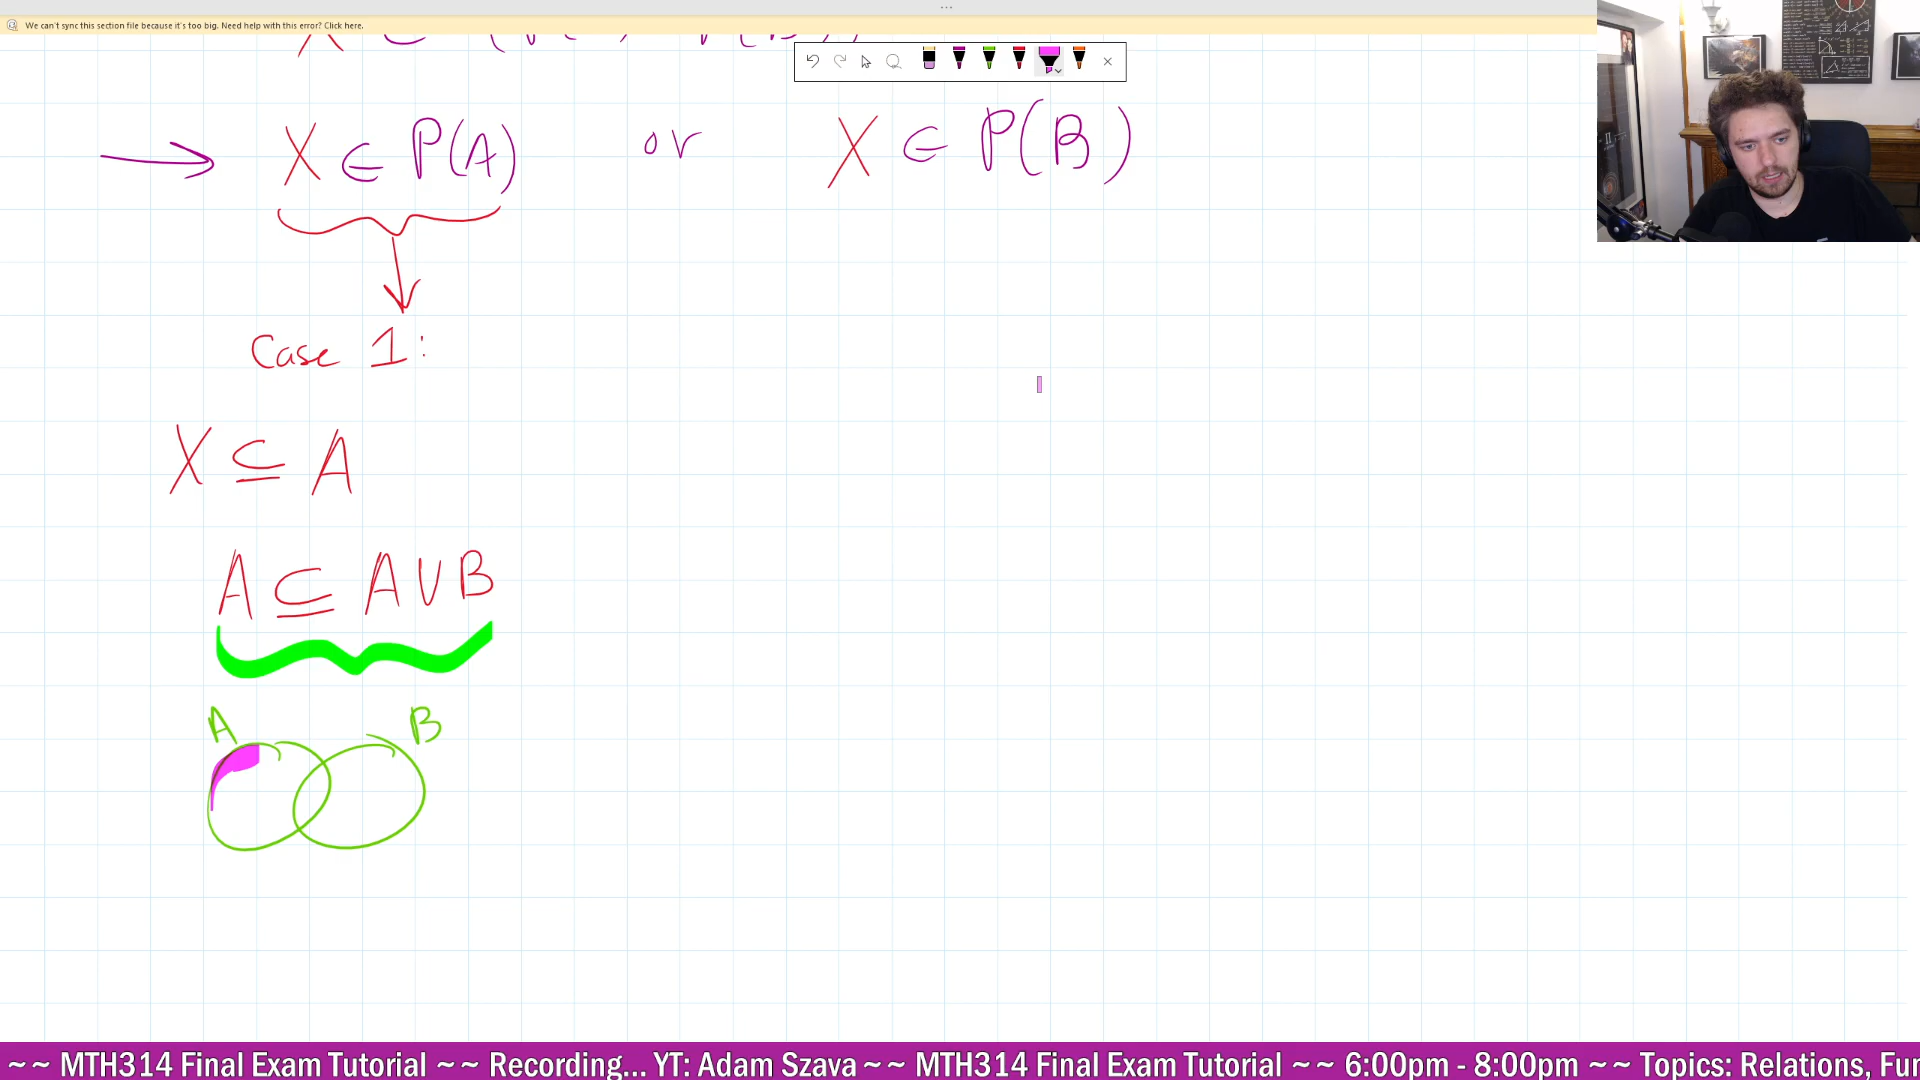 We can't sync this section file because it's too big. Need help with this error? Click here.
→ X ∈ P(A) or X ∈ P(B)
Case 1:
X ⊆ A
A ⊆ A ∪ B
A B
~ ~ MTH314 Final Exam Tutorial ~ ~ Recording... YT: Adam Szava ~ ~ MTH314 Final Exam Tutorial ~ ~ 6:00pm - 8:00pm ~ ~ Topics: Relations, Fur